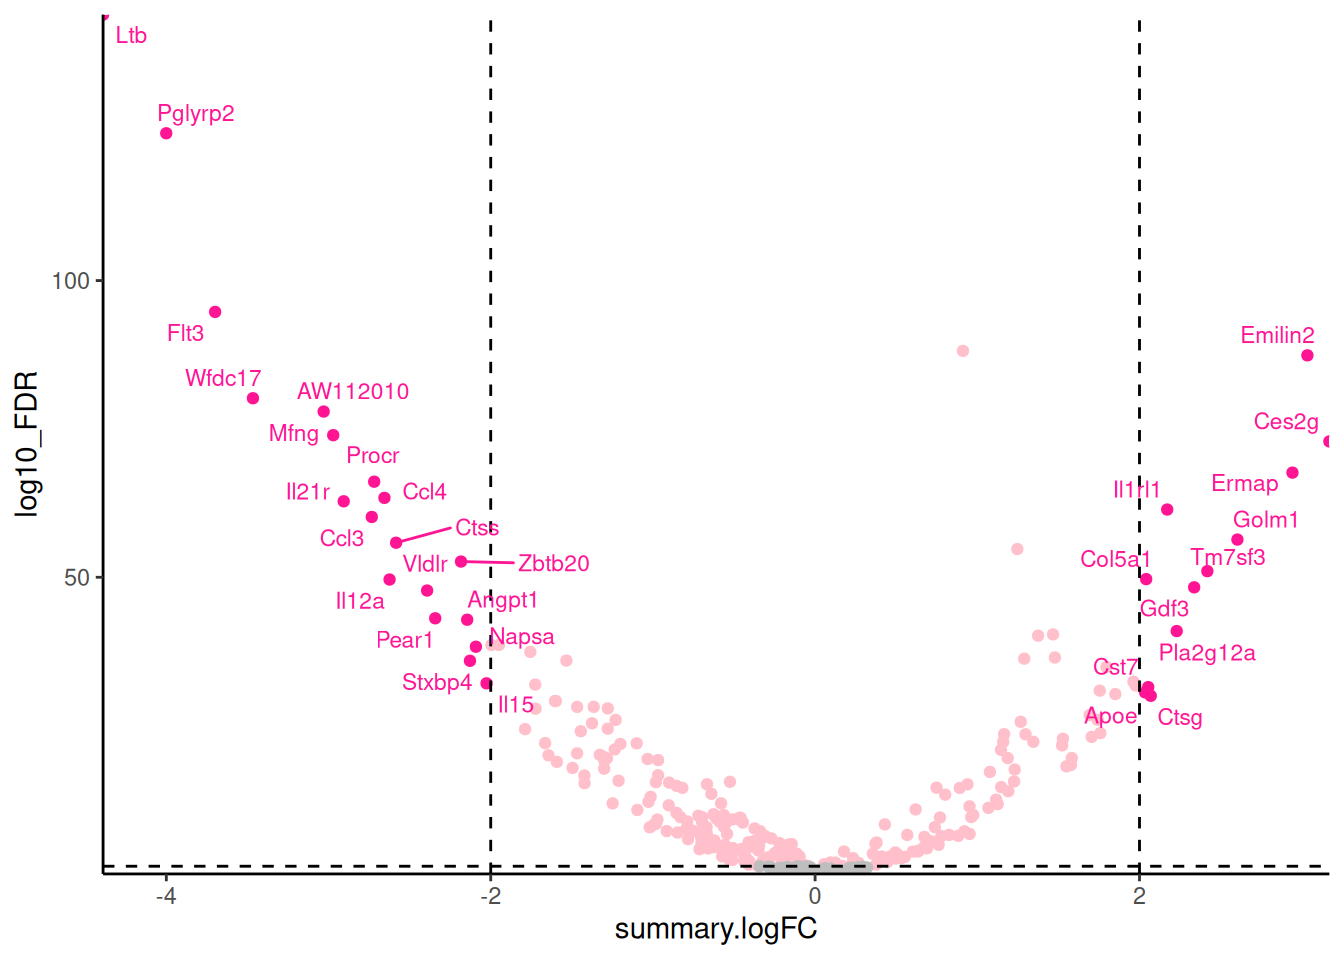 Ltb
Pglyrp2
100
Flt3
Emilin2
Wfdc17
AW112010
Ces2g
Mfng
Procr
Il21r
Ccl4
Il1rl1
Ermap
Ccl3
Ctss
Golm1
Vldlr
Zbtb20
Col5a1
Tm7sf3
50
Il12a
Angpt1
Gdf3
Pear1
Napsa
Pla2g12a
Stxbp4
Cst7
Il15
Apoe
Ctsg
log10_FDR
-4
-2
0
2
summary.logFC